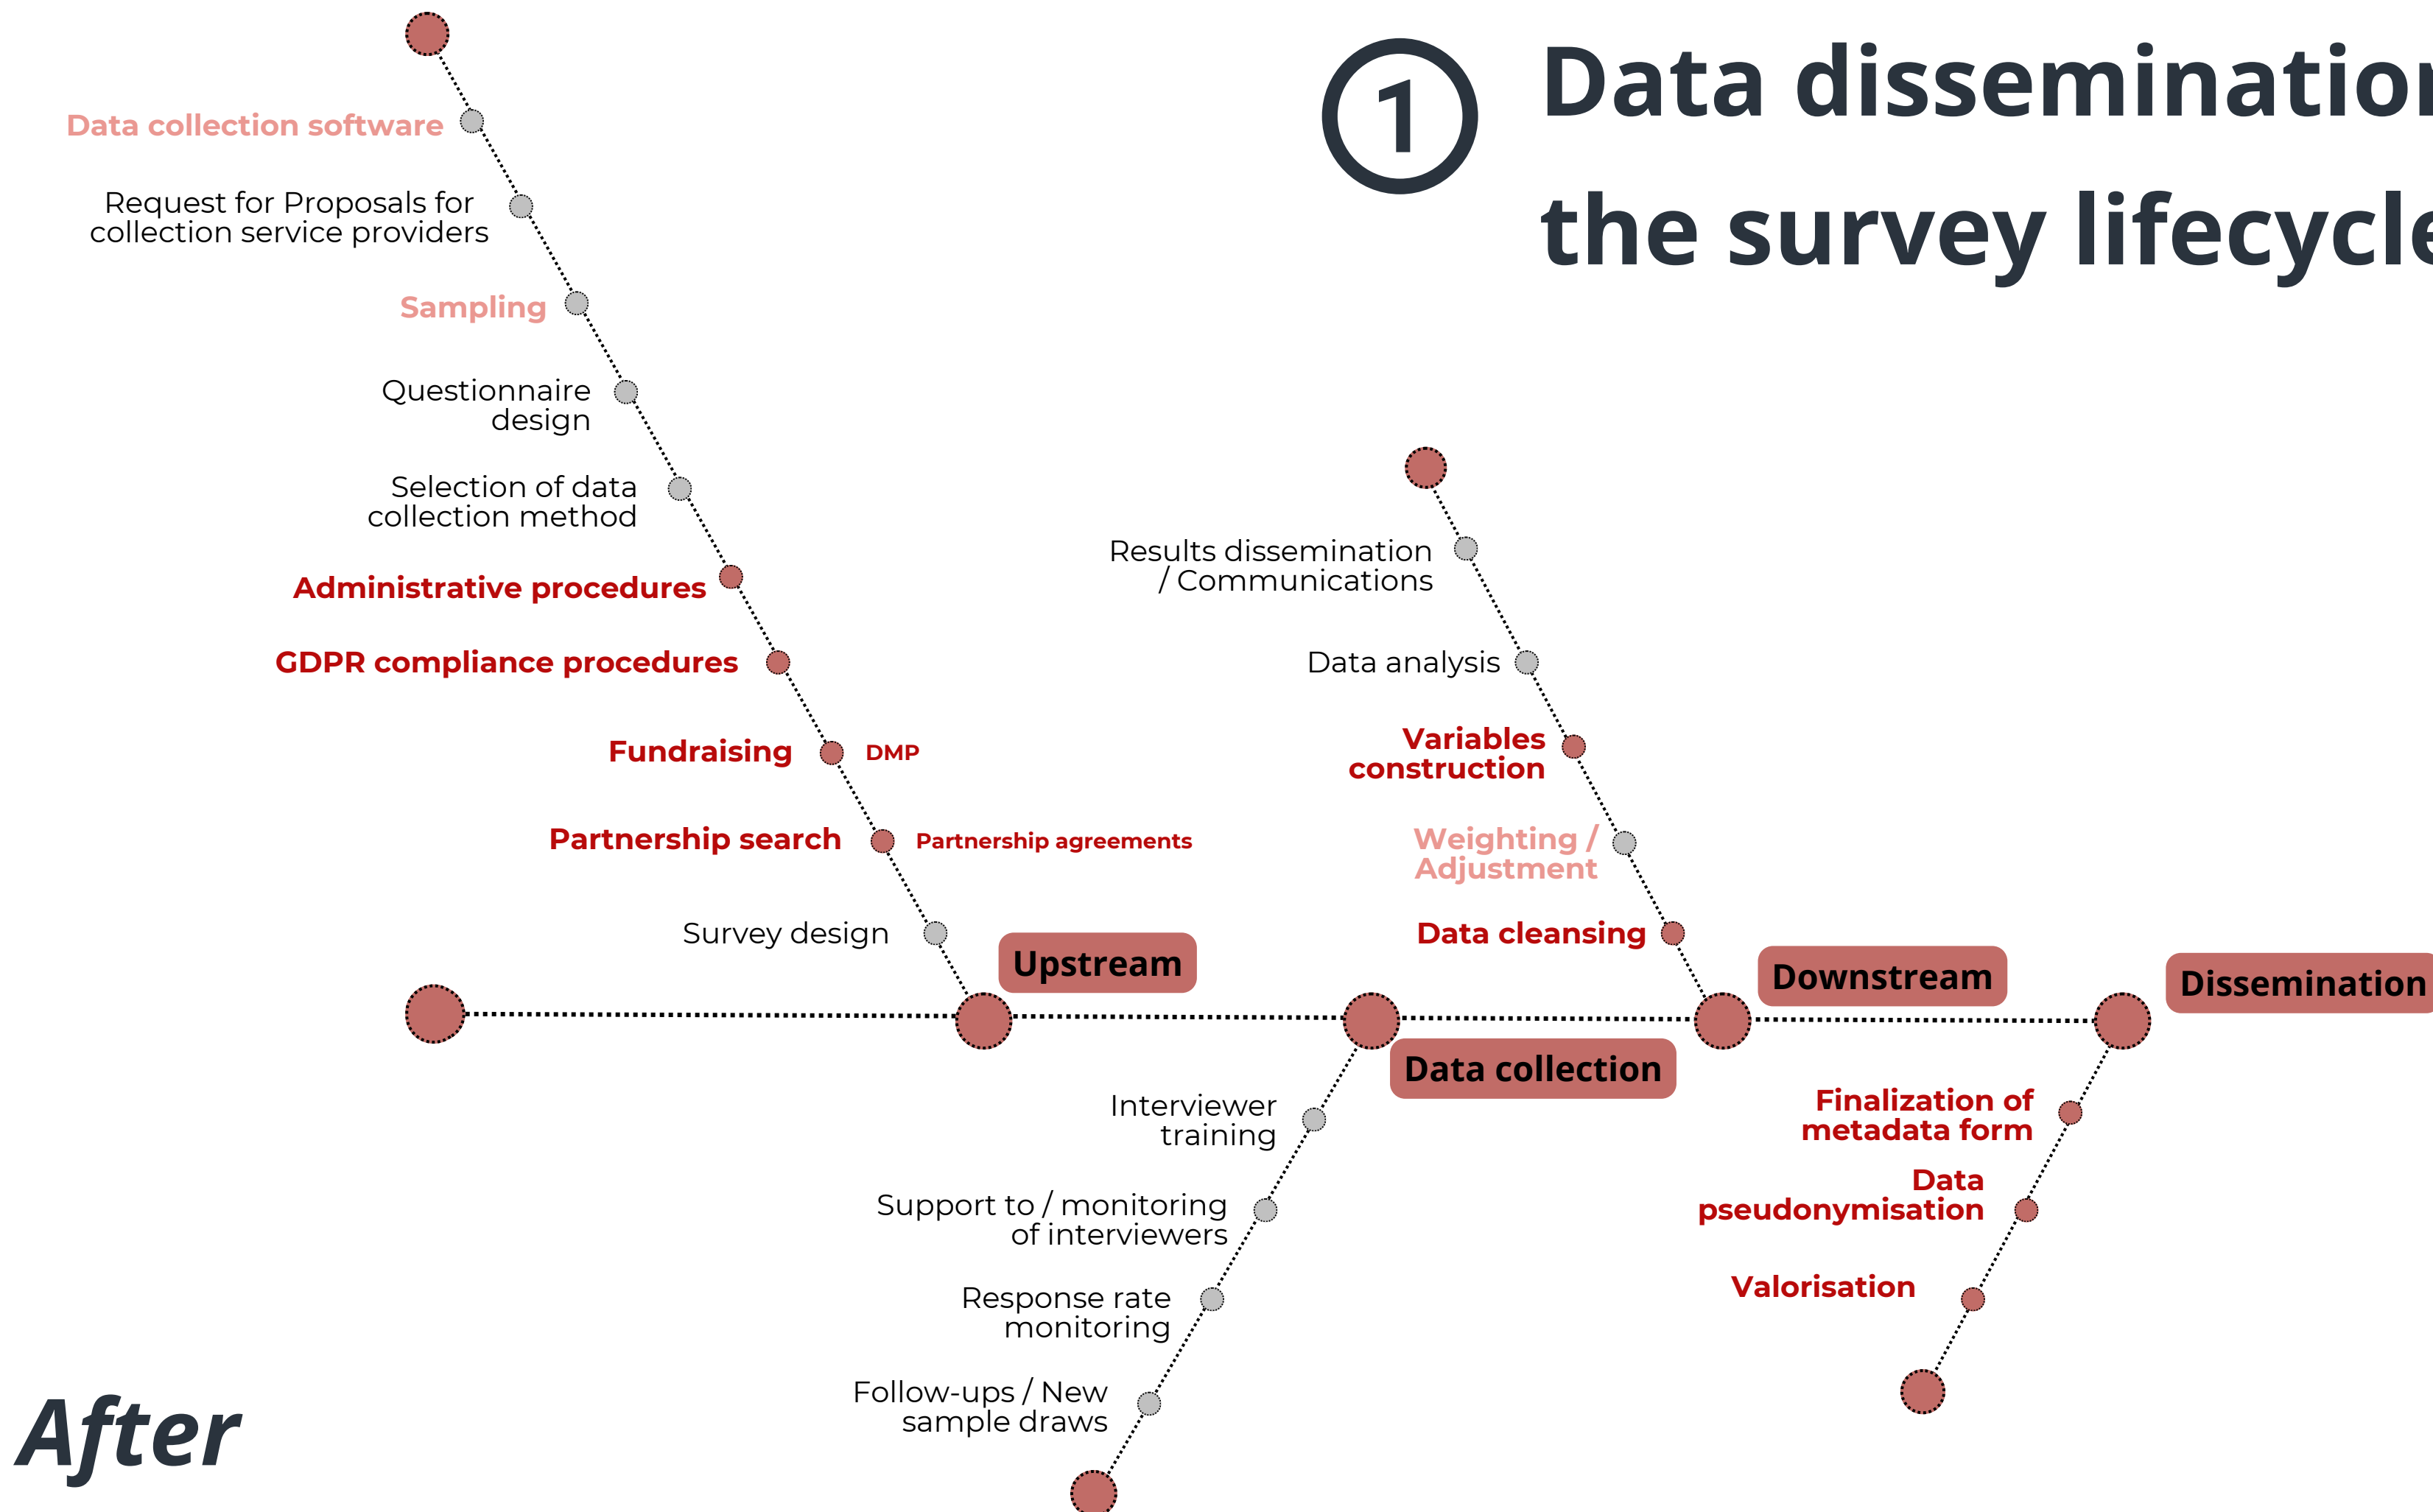 1
Data dissemination
the survey lifecycle
Data collection software
Request for Proposals for
collection service providers
Sampling
Questionnaire
design
Selection of data
collection method
Administrative procedures
GDPR compliance procedures
Fundraising
DMP
Partnership search
Partnership agreements
Survey design
Upstream
Results dissemination
/ Communications
Data analysis
Variables
construction
Weighting /
Adjustment
Data cleansing
Downstream
Dissemination
Data collection
Interviewer
training
Support to / monitoring
of interviewers
Response rate
monitoring
Follow-ups / New
sample draws
Finalization of
metadada form
Data
pseudonymisation
Valorisation
After